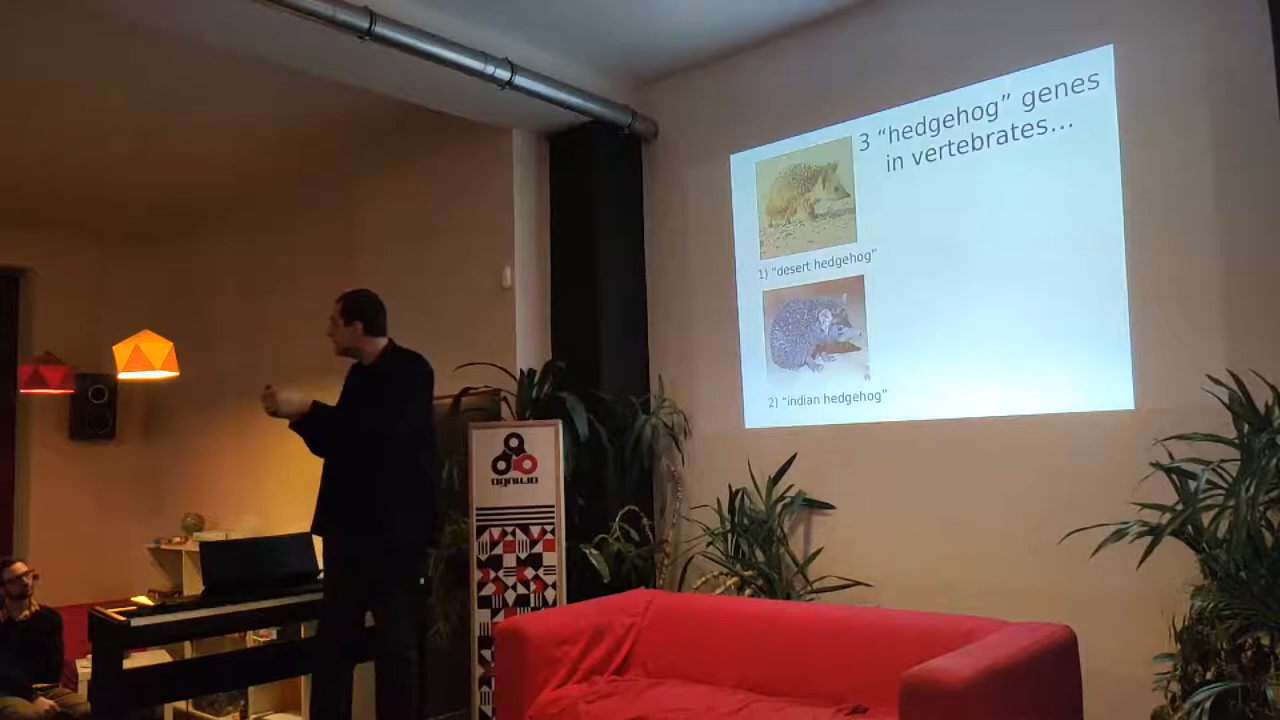 3 “hedgehog” genes
in vertebrates...
1) “desert hedgehog”
2) “indian hedgehog”